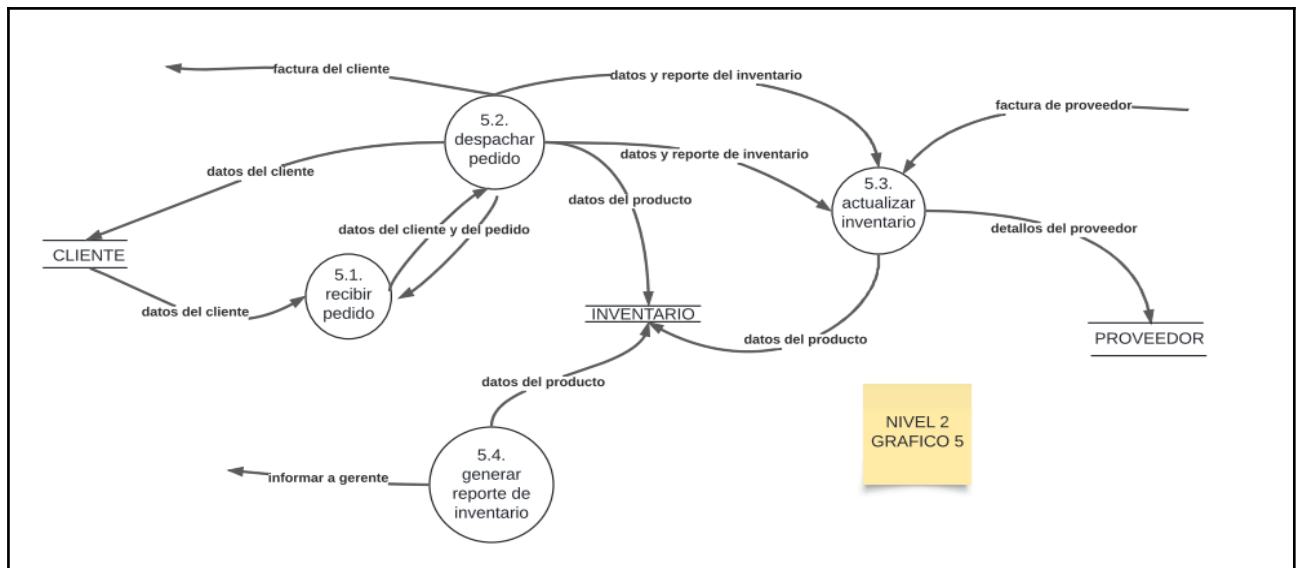 factura del cliente
datos y reporte del inventario
factura de proveedor
5.2.
despachar
pedido
datos y reporte de inventario
datos del cliente
5.3.
actualizar
inventario
datos del producto
datos del cliente y del pedido
detallos del proveedor
CLIENTE
5.1.
recibir
pedido
datos del cliente
INVENTARIO
datos del producto
PROVEEDOR
datos del producto
NIVEL 2
GRAFICO 5
5.4.
generar
reporte de
inventario
informar a gerente